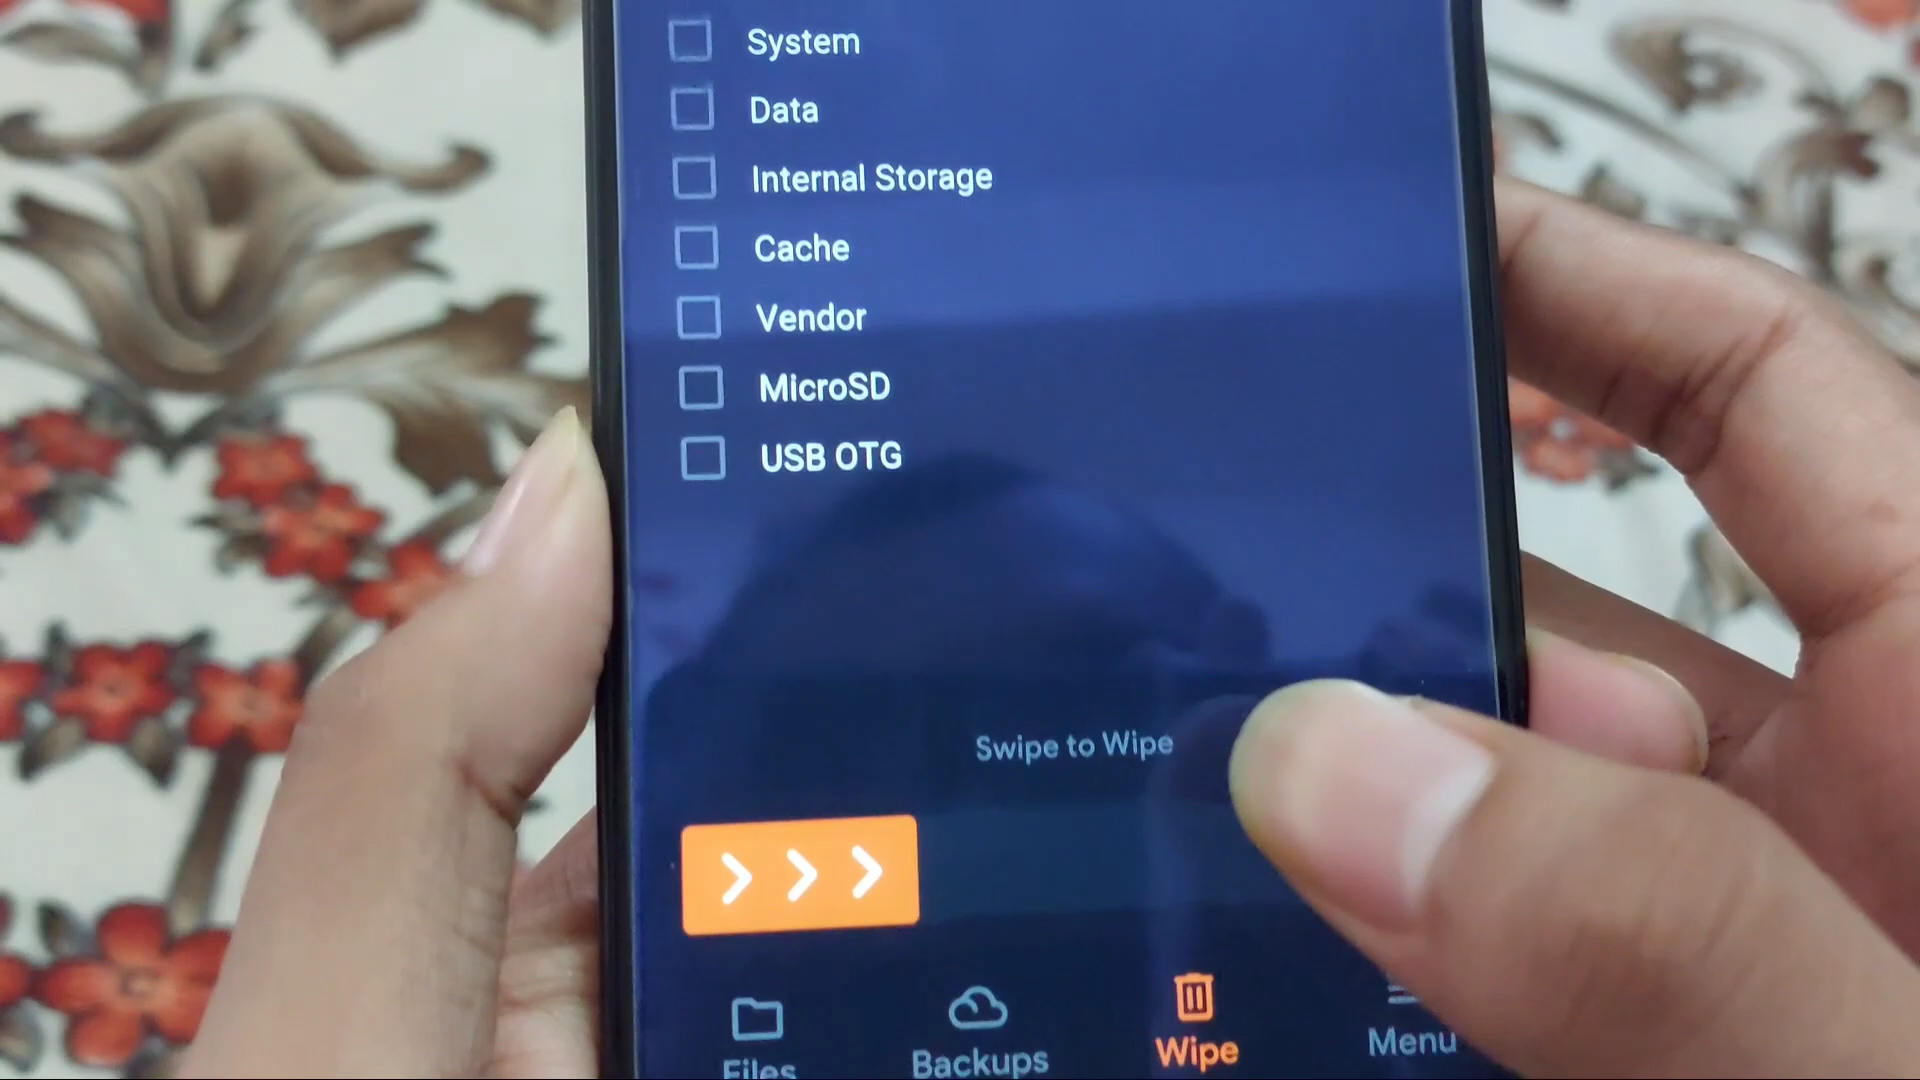 System
Data
Internal Storage
Cache
Vendor
MicroSD
USB OTG
Swipe to Wipe
Files
Backups
Wipe
Menu